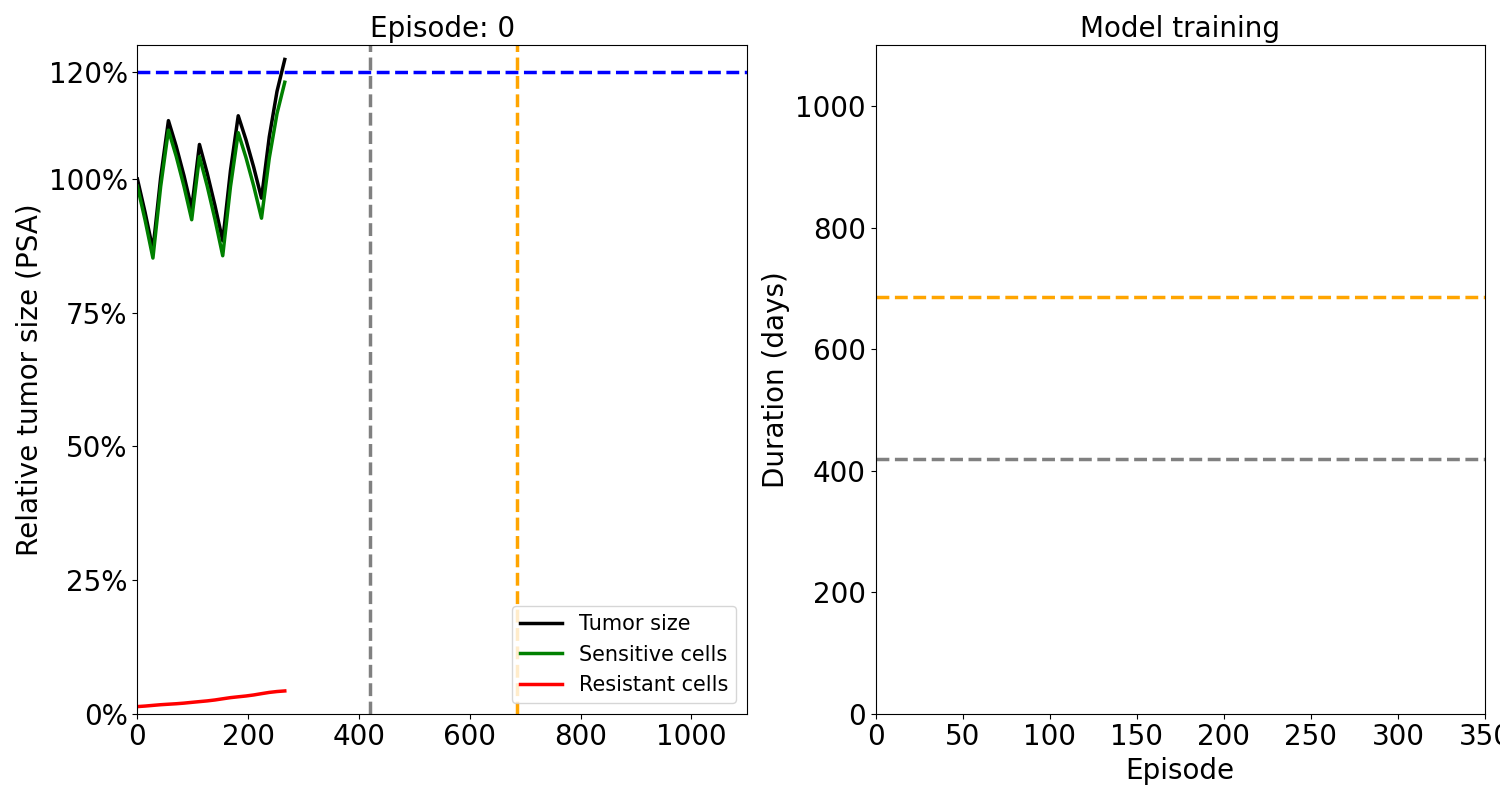 Episode: 0
Relative tumor size (PSA)
120%
100%
75%
50%
25%
0%
0 200 400 600 800 1000
Tumor size
Sensitive cells
Resistant cells
Model training
Duration (days)
1000
800
600
400
200
0
0 50 100 150 200 250 300 350
Episode